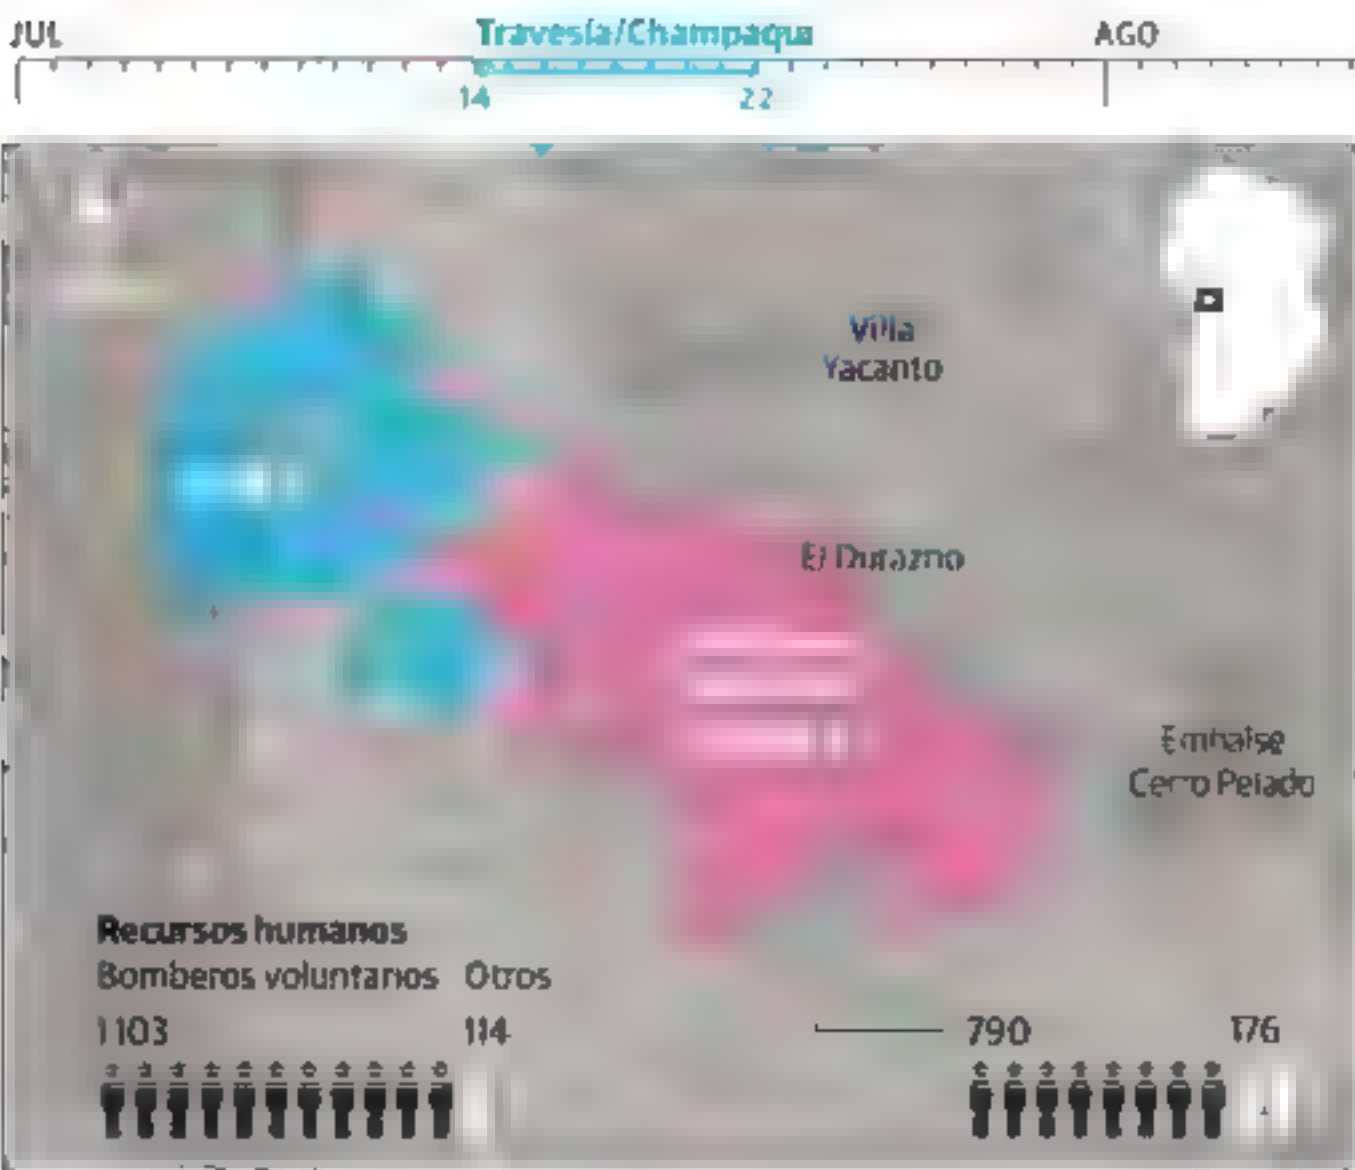 JUL
Travesía/Champaqua
AGO
14
22
Villa
Yacanto
El Durazno
Embalse
Cerro Pelado
Recursos humanos
Bomberos voluntarios Otros
1103 114 790 176